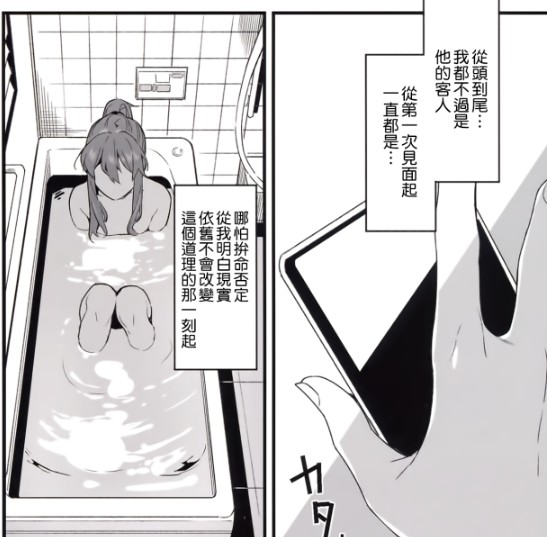 從頭到尾…
我都不過是
他的客人
從第一次見面起
一直都是…
カタ
哪怕拚命否定
從我明白現實
依舊不會改變
這個道理的那一刻起